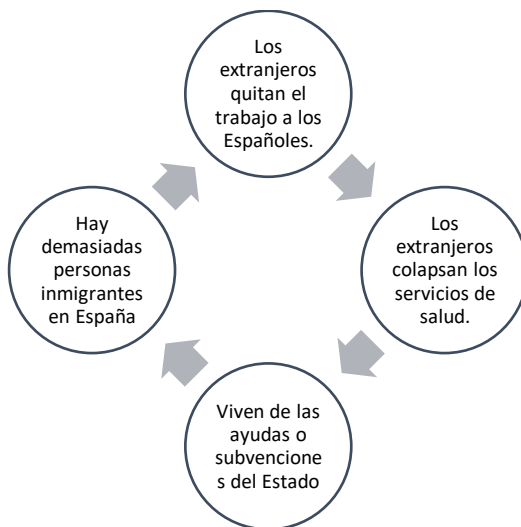 Los
extranjeros
quitan el
trabajo a los
Españoles.
Los
extranjeros
colapsan los
servicios de
salud.
Viven de las
ayudas o
subvencione
s del Estado
Hay
demasiadas
personas
inmigrantes
en España